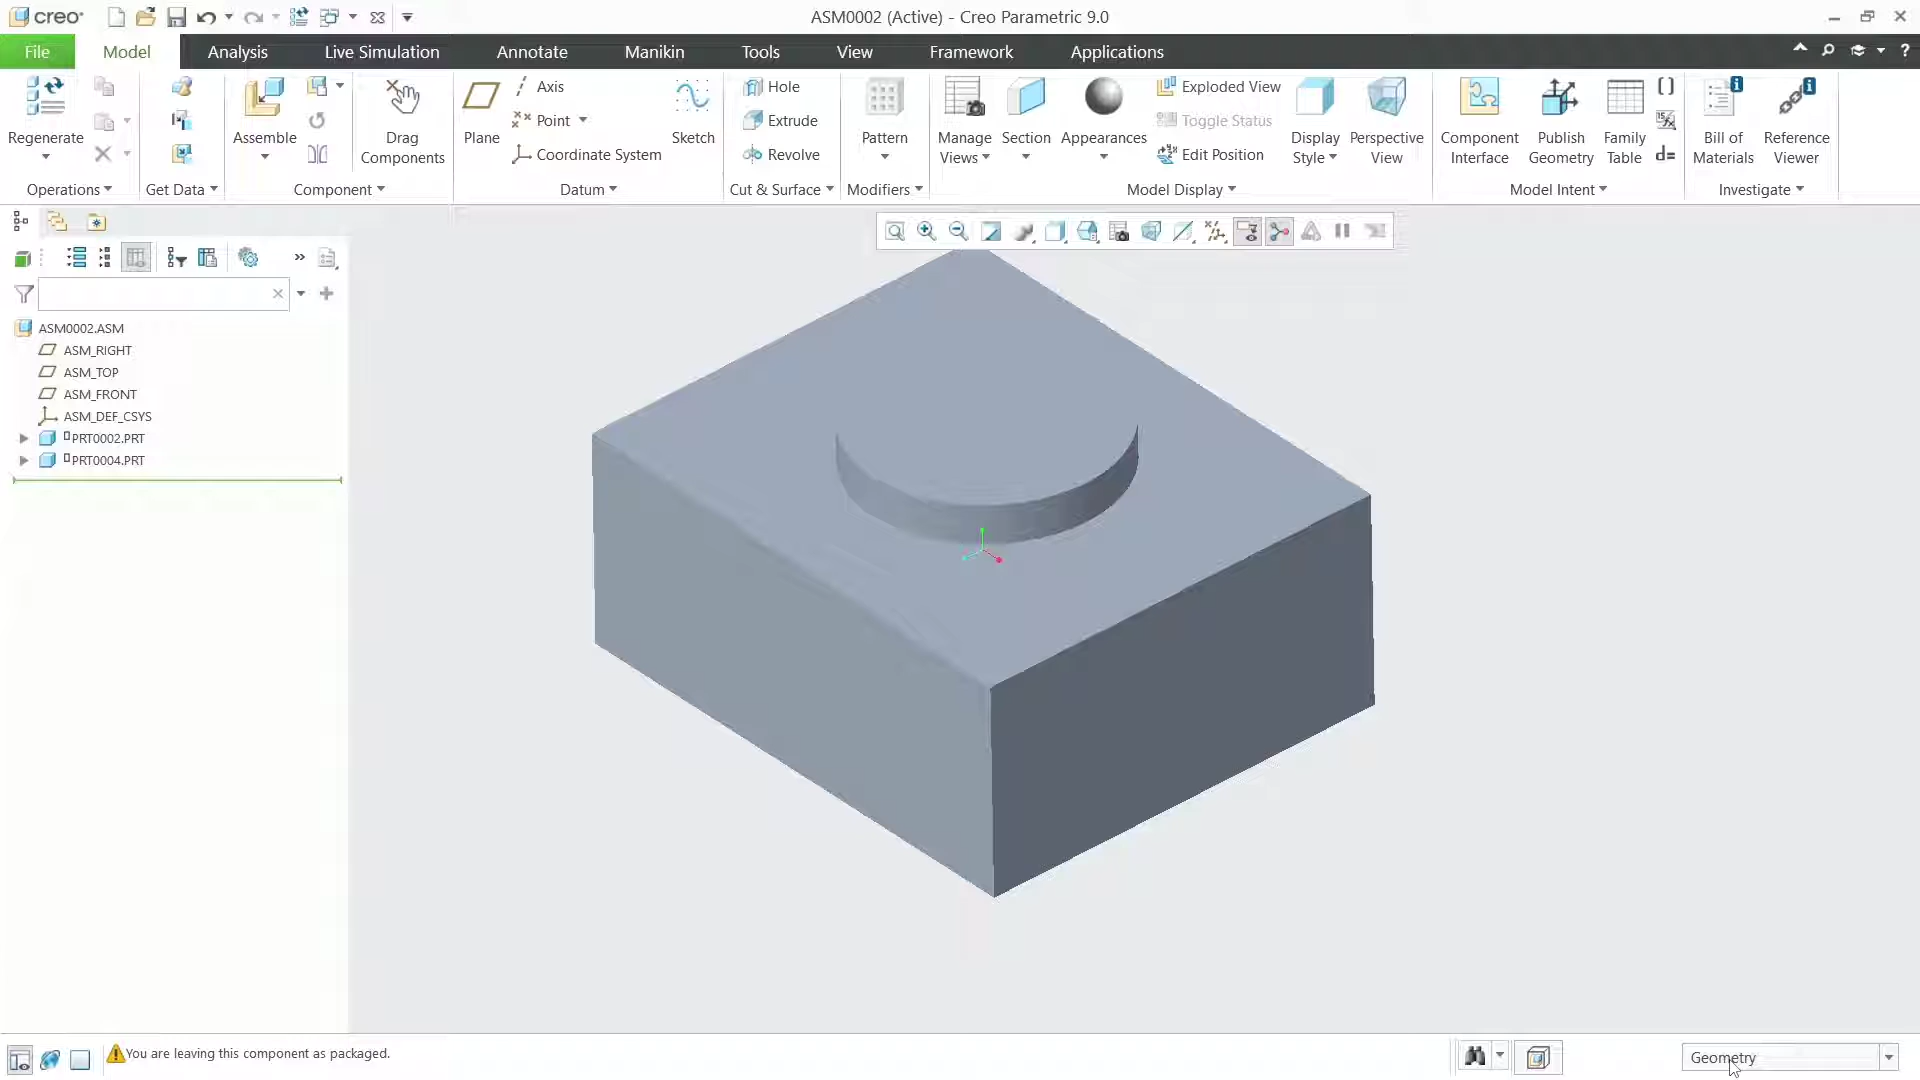 creo
ASM0002 (Active) - Creo Parametric 9.0
File
Model
Analysis
Live Simulation
Annotate
Manikin
Tools
View
Framework
Applications
Regenerate
Operations
Get Data
Assemble
Component
Drag
Components
Plane
Axis
Point
Coordinate System
Sketch
Datum
Hole
Extrude
Revolve
Cut & Surface
Pattern
Modifiers
Manage
Views
Section
Appearances
Exploded View
Toggle Status
Edit Position
Display
Style
Perspective
View
Model Display
Component
Interface
Publish
Geometry
Family
Table
d=
Model Intent
Bill of
Materials
Reference
Viewer
Investigate
ASM0002.ASM
ASM_RIGHT
ASM_TOP
ASM_FRONT
ASM_DEF_CSYS
PRT0002.PRT
PRT0004.PRT
You are leaving this component as packaged.
Geometry